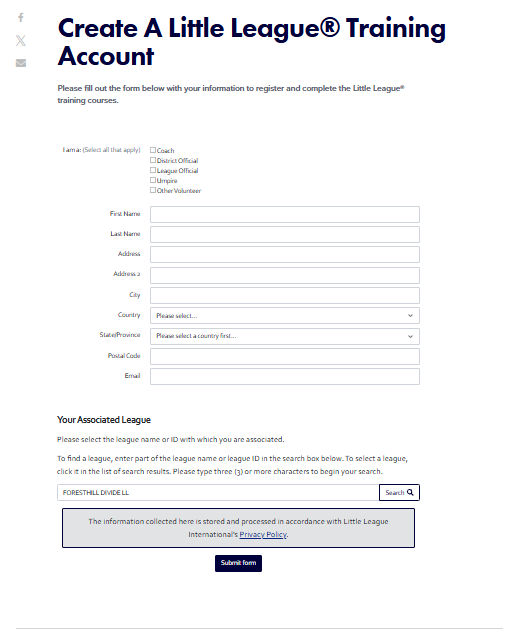 Create A Little League® Training
Account
Please fill out the form below with your information to register and complete the Little League®
training courses.
I am a: (Select all that apply)
Coach
District Official
League Official
Umpire
Other Volunteer
First Name
Last Name
Address
Address 2
City
Country Please select...
State/Province Please select a country first...
Postal Code
Email
Your Associated League
Please select the league name or ID with which you are associated.
To find a league, enter part of the league name or league ID in the search box below. To select a league,
click it in the list of search results. Please type three (3) or more characters to begin your search.
FORESTHILL DIVIDE LL Search
The information collected here is stored and processed in accordance with Little League
International's Privacy Policy.
Submit form